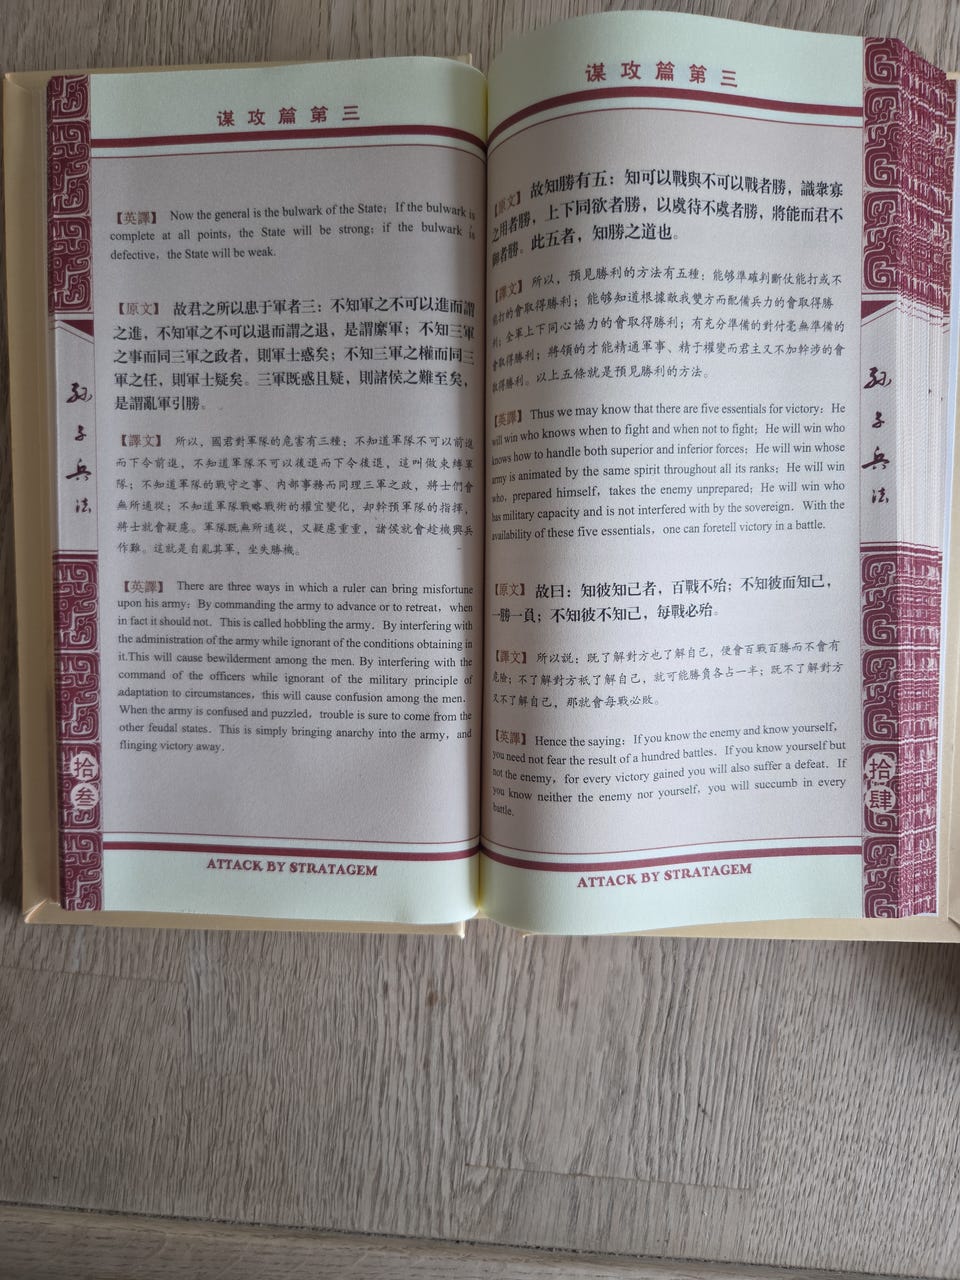 谋攻篇第三
【英譯】 Now the general is the bulwark of the State; If the bulwark is
complete at all points, the State will be strong; if the bulwark is
defective, the State will be weak.
【原文】 故君之所以患于軍者三：不知軍之不可以進而謂
之進，不知軍之不可以退而謂之退，是謂縻軍；不知三軍
之事而同三軍之政者，則軍士惑矣；不知三軍之權而同三
軍之任，則軍士疑矣。三軍既惑且疑，則諸侯之難至矣，
是謂亂軍引勝。
【譯文】 所以，國君對軍隊的危害有三種：不知道軍隊不可以前進
而下令前進，不知道軍隊不可以後退而下令後退，這叫做束縛軍
隊；不知道軍隊的戰守之事、內部事務而同理三軍之政，將士們會
無所適從；不知道軍隊戰略戰術的權宜變化，却幹預軍隊的指揮，
將士就會疑慮。軍隊既無所適從，又疑慮重重，諸侯就會趁機興兵
作難。這就是自亂其軍，坐失勝機。
【英譯】 There are three ways in which a ruler can bring misfortune
upon his army: By commanding the army to advance or to retreat, when
in fact it should not. This is called hobbling the army. By interfering with
the administration of the army while ignorant of the conditions obtaining in
it.This will cause bewilderment among the men. By interfering with the
command of the officers while ignorant of the military principle of
adaptation to circumstances, this will cause confusion among the men.
When the army is confused and puzzled, trouble is sure to come from the
other feudal states. This is simply bringing anarchy into the army, and
flinging victory away.
孫子兵法
拾叁
ATTACK BY STRATAGEM
谋攻篇第三
【原文】 故知勝有五：知可以戰與不可以戰者勝，識衆寡
之用者勝，上下同欲者勝，以虞待不虞者勝，將能而君不
御者勝。此五者，知勝之道也。
【譯文】 所以，預見勝利的方法有五種：能够準確判斷仗能打或不
能打的會取得勝利；能够知道根據敵我雙方而配備兵力的會取得勝
利；全軍上下同心協力的會取得勝利；有充分準備的對付毫無準備的
會取得勝利；將領的才能精通軍事、精于權變而君主又不加幹涉的會
取得勝利。以上五條就是預見勝利的方法。
【英譯】 Thus we may know that there are five essentials for victory: He
will win who knows when to fight and when not to fight; He will win who
knows how to handle both superior and inferior forces; He will win whose
army is animated by the same spirit throughout all its ranks; He will win
who, prepared himself, takes the enemy unprepared; He will win who
has military capacity and is not interfered with by the sovereign. With the
availability of these five essentials, one can foretell victory in a battle.
【原文】 故曰：知彼知己者，百戰不殆；不知彼而知己，
一勝一負；不知彼不知己，每戰必殆。
【譯文】 所以說：既了解對方也了解自己，便會百戰百勝而不會有
危險；不了解對方衹了解自己，就可能勝負各占一半；既不了解對方
又不了解自己，那就會每戰必敗。
【英譯】 Hence the saying: If you know the enemy and know yourself,
you need not fear the result of a hundred battles. If you know yourself but
not the enemy, for every victory gained you will also suffer a defeat. If
you know neither the enemy nor yourself, you will succumb in every
battle.
孫子兵法
拾肆
ATTACK BY STRATAGEM